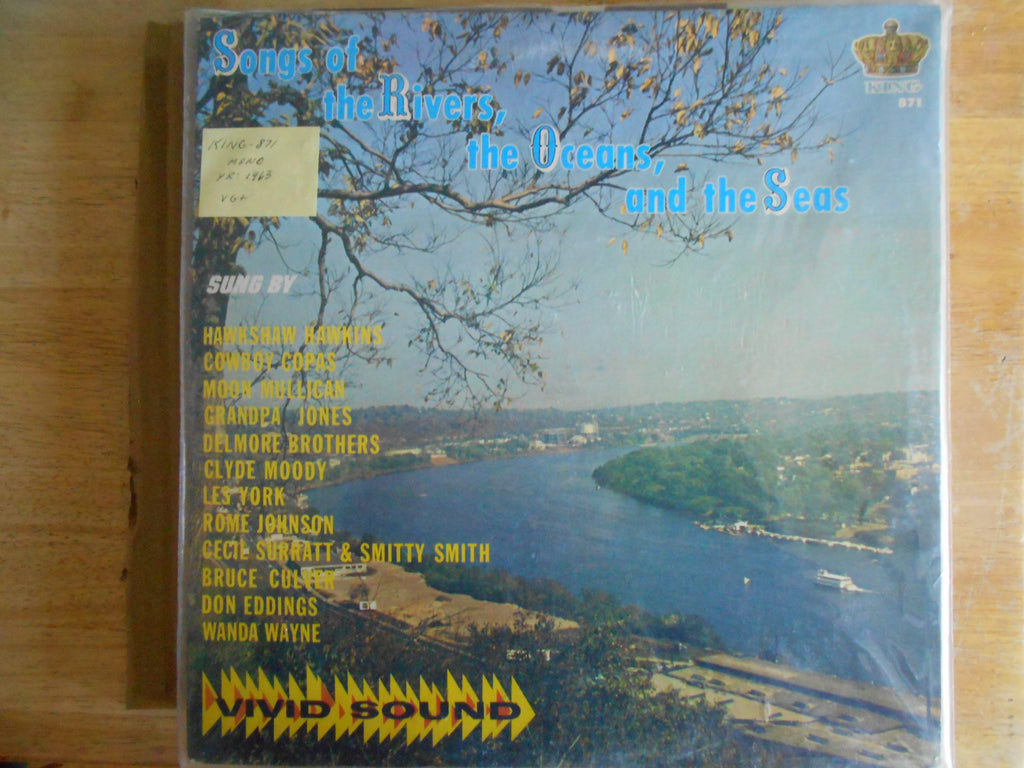 Songs of
the Rivers,
the Oceans,
and the Seas
KING
871
KING-871
MONO
YR-1963
VG+
SUNG BY
HAWKSHAW HAWKINS
COWBOY COPAS
MOON MULLICAN
GRANDPA JONES
DELMORE BROTHERS
CLYDE MOODY
LES YORK
ROME JOHNSON
CECIL SURRATT & SMITTY SMITH
BRUCE CULVER
DON EDDINGS
WANDA WAYNE
VIVID SOUND